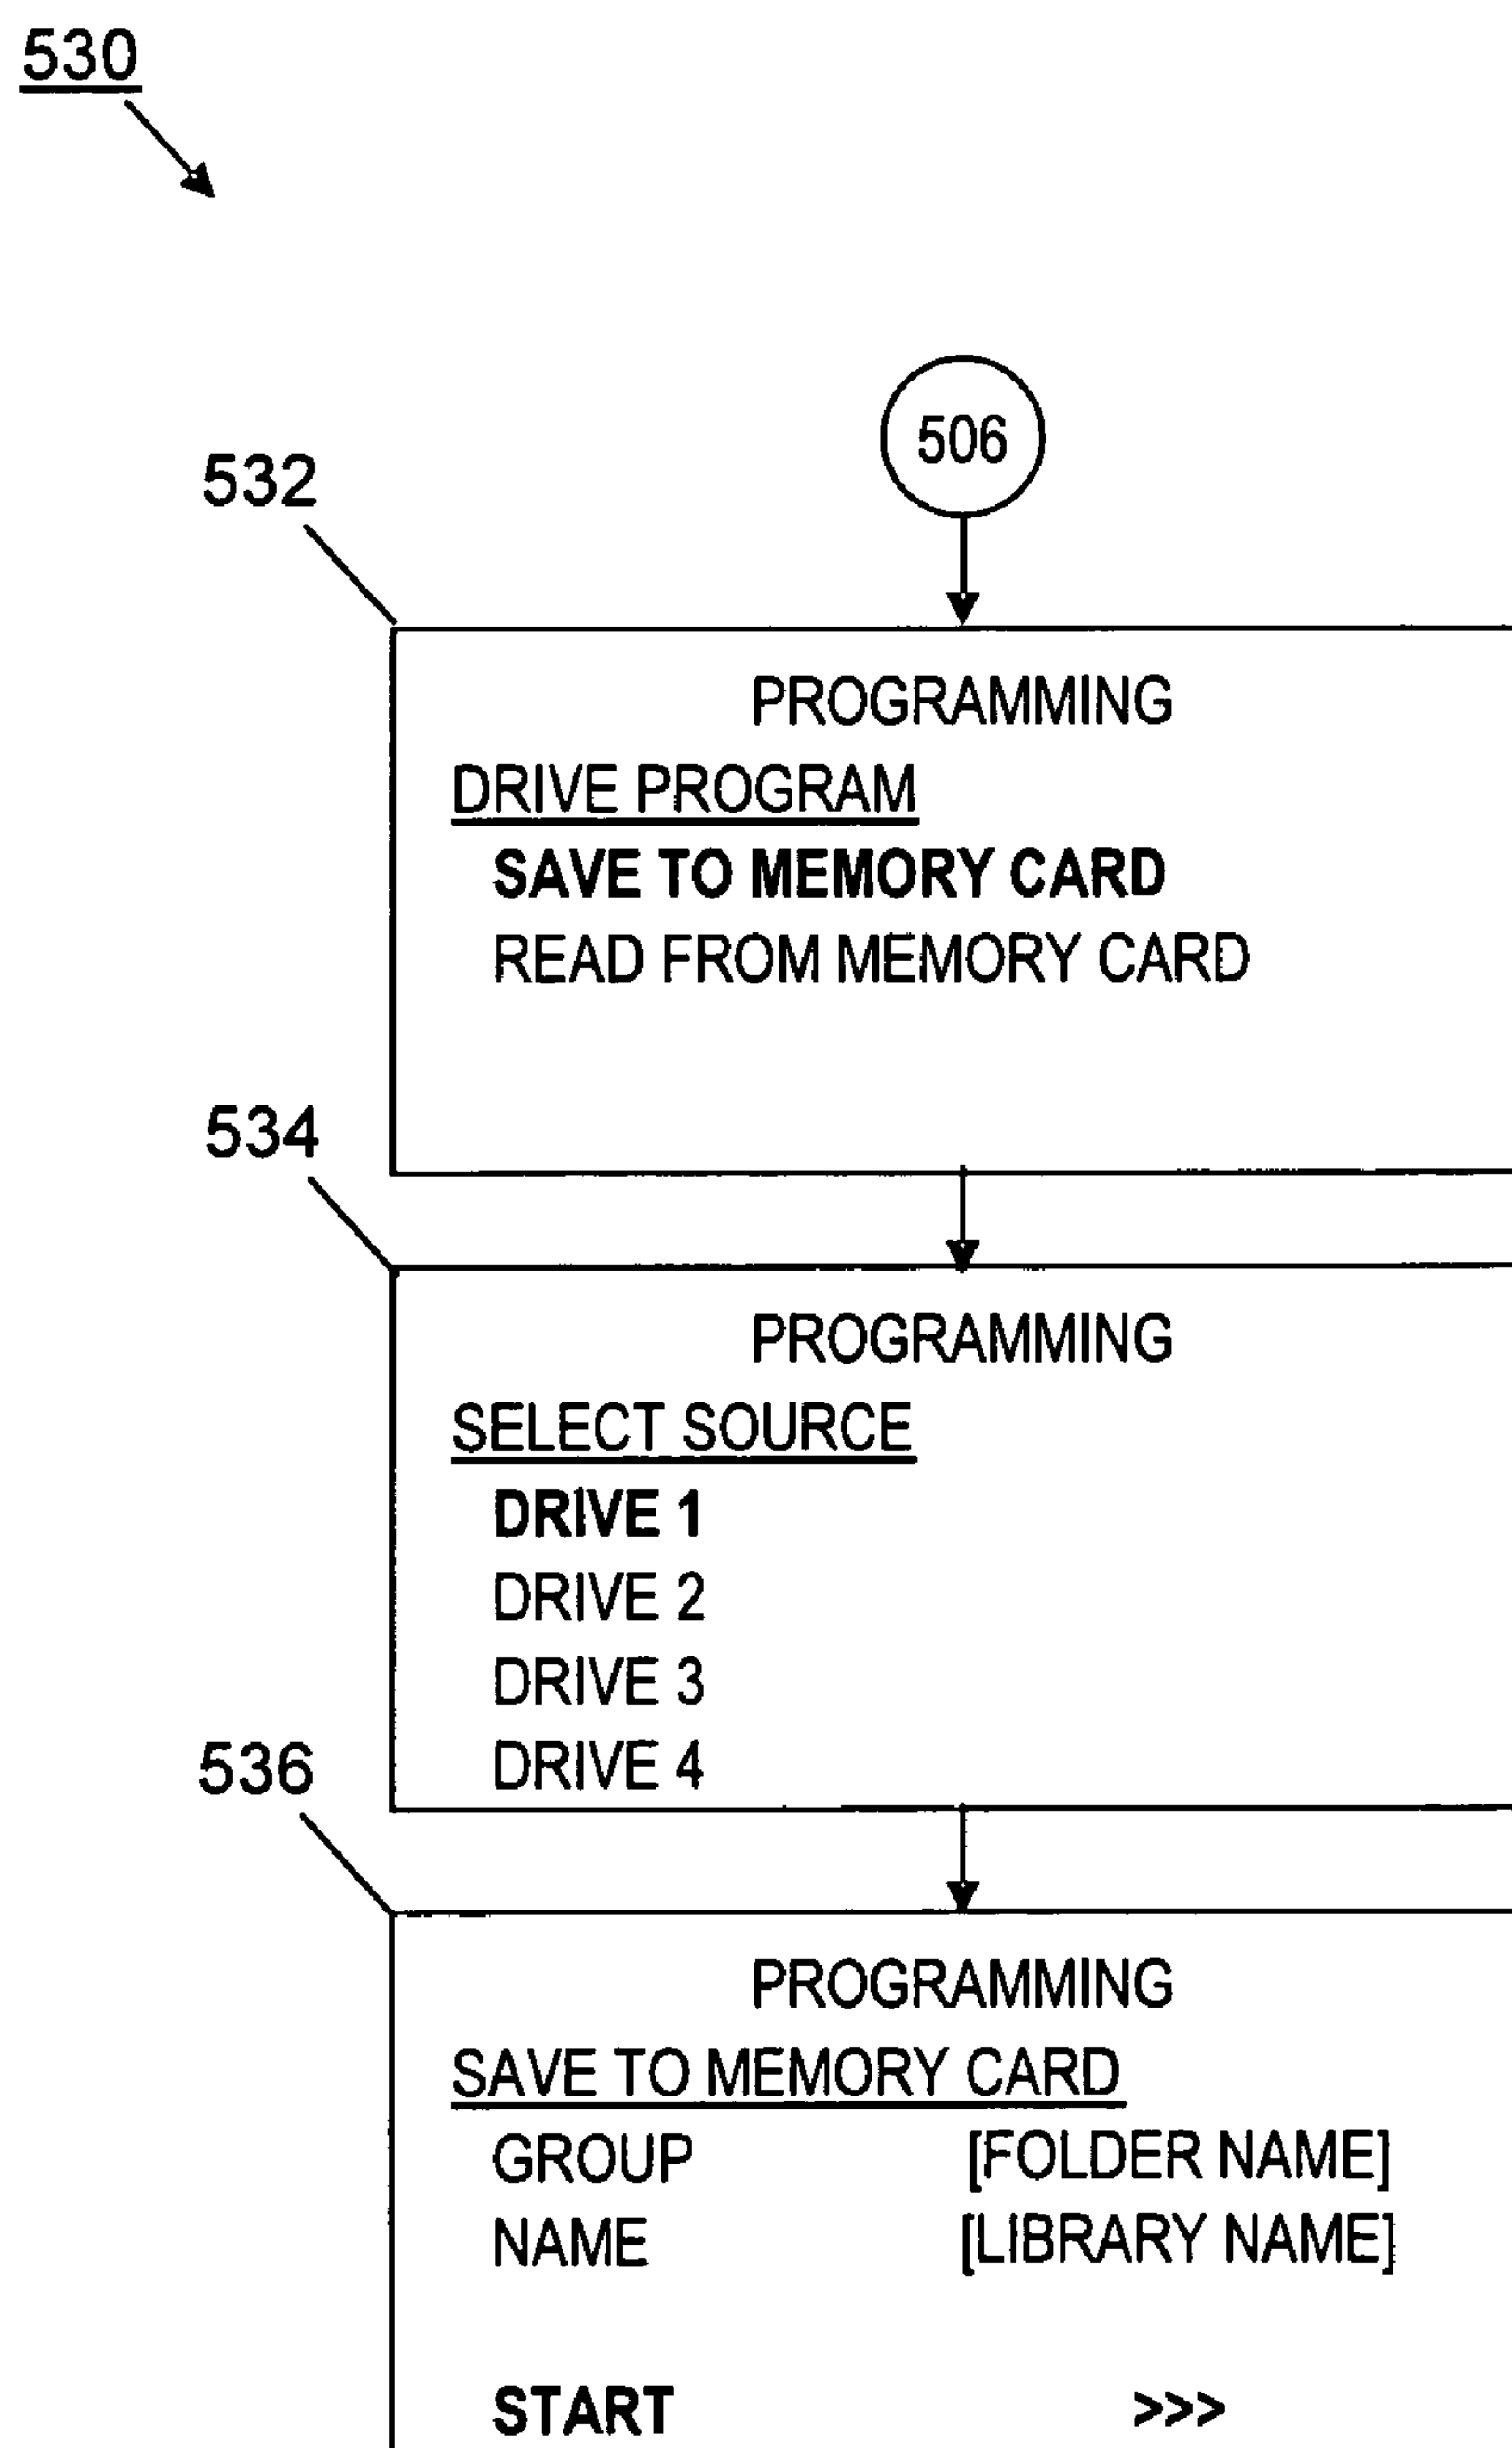 530
506
532
PROGRAMMING
DRIVE PROGRAM
SAVE TO MEMORY CARD
READ FROM MEMORY CARD
534
PROGRAMMING
SELECT SOURCE
DRIVE 1
DRIVE 2
DRIVE 3
DRIVE 4
536
PROGRAMMING
SAVE TO MEMORY CARD
GROUP [FOLDER NAME]
NAME [LIBRARY NAME]
START >>>